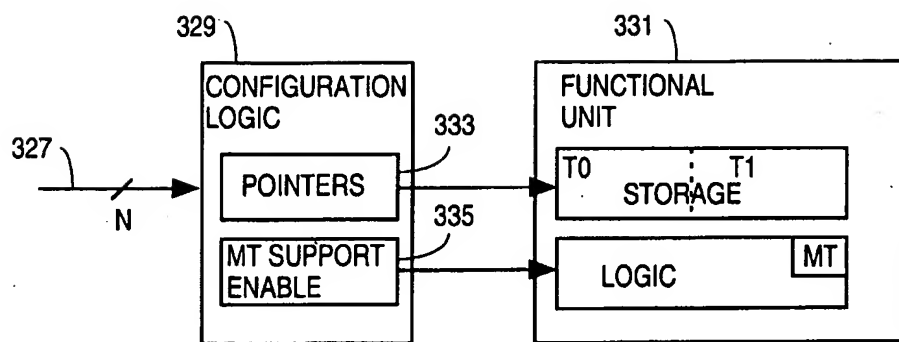 329
331
CONFIGURATION
LOGIC
FUNCTIONAL
UNIT
327
N
333
POINTERS
T0
T1
STORAGE
335
MT SUPPORT
ENABLE
LOGIC
MT